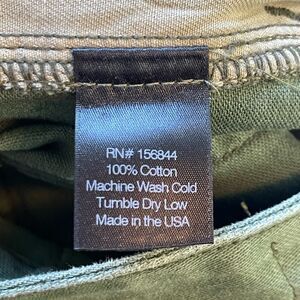 RN# 156844
100% Cotton
Machine Wash Cold
Tumble Dry Low
Made in the USA